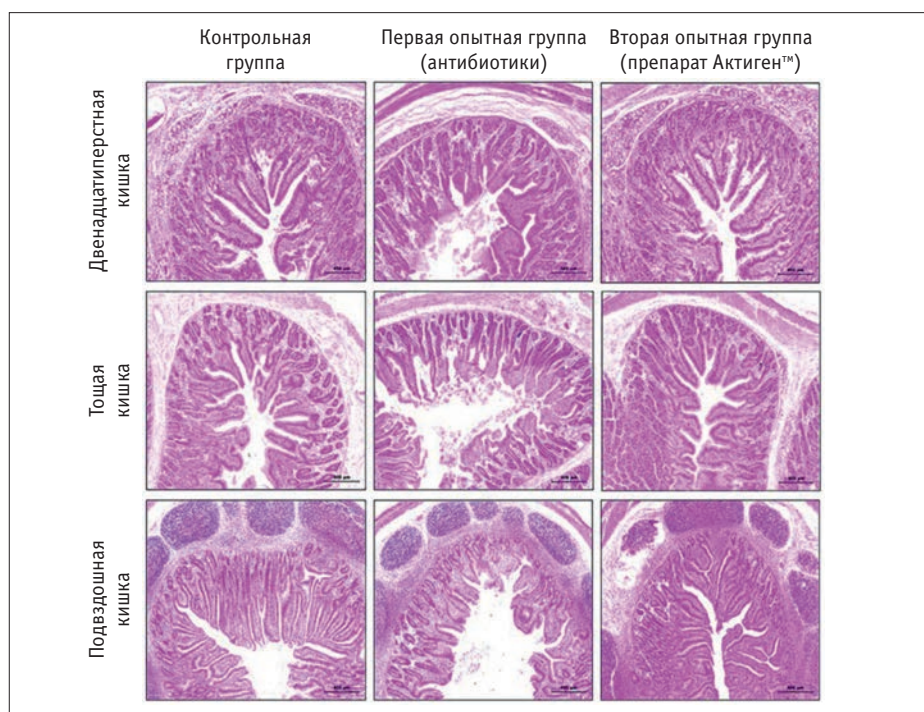 Контрольная
группа
Первая опытная группа
(антибиотики)
Вторая опытная группа
(препарат Актиген™)
Двенадцатиперстная
кишка
Тощая
кишка
Подвздошная
кишка